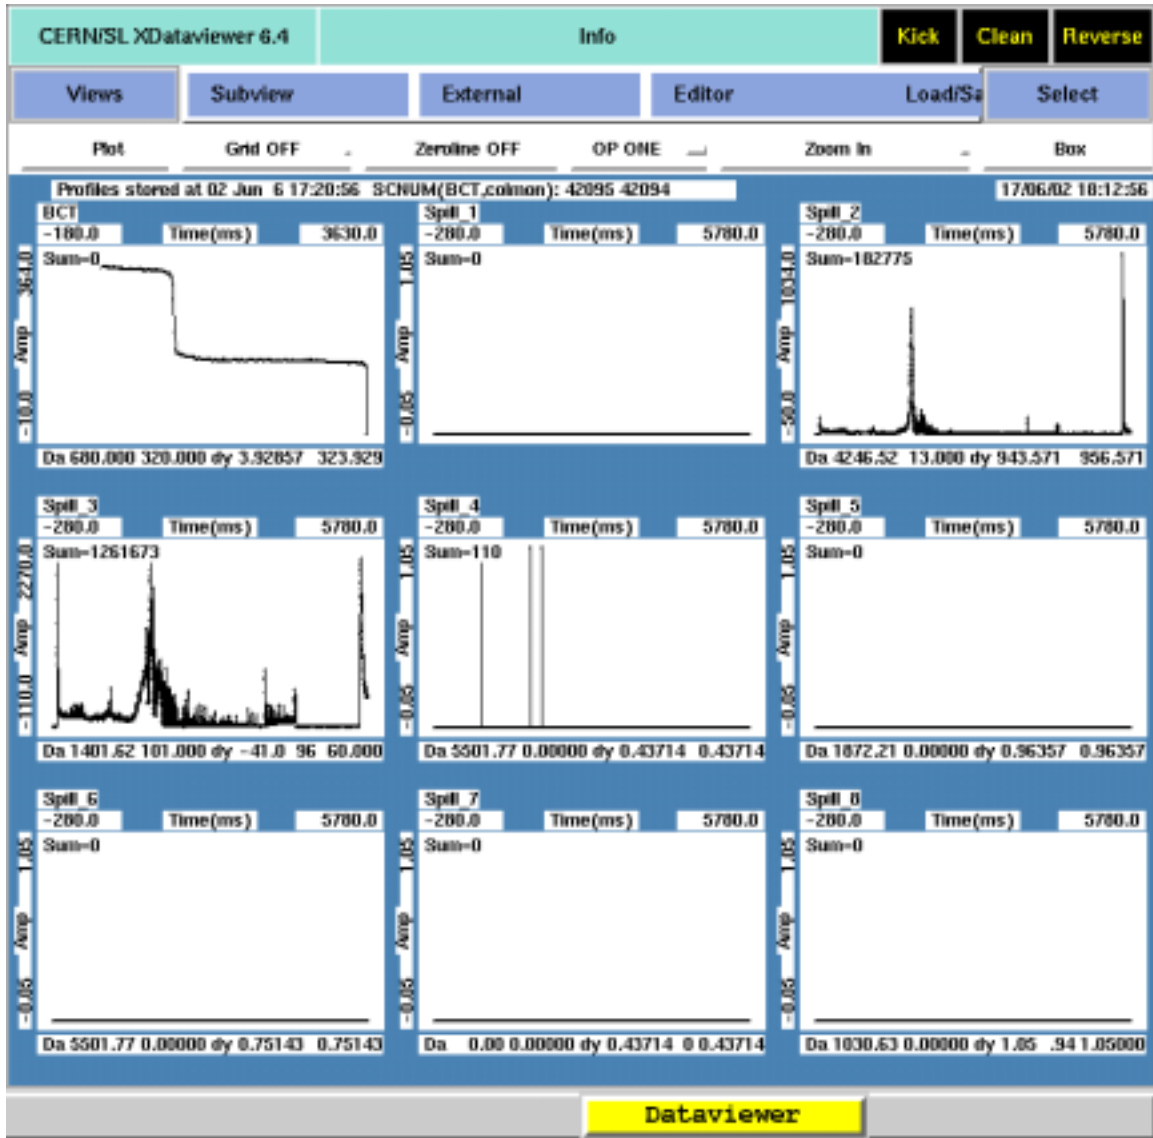 CERN/SL XDataviewer 6.4 Info Kick Clean Reverse
Views Subview External Editor Load/Sa Select
Plot Grid OFF Zeroline OFF OP ONE Zoom In Box
Profiles stored at 02 Jun 6 17:20:56 SCNUM(BCT,colmon): 42095 42094 17/06/02 18:12:56
BCT
-180.0 Time(ms) 3630.0
Sum=0
-10.0 Amp 364.0
Da 680.000 320.000 dy 3.92857 323.929
Spill_1
-280.0 Time(ms) 5780.0
Sum=0
-0.05 Amp 1.05
Spill_2
-280.0 Time(ms) 5780.0
Sum=182775
-50.0 Amp 1034.0
Da 4246.52 13.000 dy 943.571 956.571
Spill_3
-280.0 Time(ms) 5780.0
Sum=1261673
-110.0 Amp 2270.0
Da 1401.62 101.000 dy -41.0 96 60.000
Spill_4
-280.0 Time(ms) 5780.0
Sum=110
-0.05 Amp 1.05
Da 5501.77 0.00000 dy 0.43714 0.43714
Spill_5
-280.0 Time(ms) 5780.0
Sum=0
-0.05 Amp 1.05
Da 1872.21 0.00000 dy 0.96357 0.96357
Spill_6
-280.0 Time(ms) 5780.0
Sum=0
-0.05 Amp 1.05
Da 5501.77 0.00000 dy 0.75143 0.75143
Spill_7
-280.0 Time(ms) 5780.0
Sum=0
-0.05 Amp 1.05
Da 0.00 0.00000 dy 0.43714 0 0.43714
Spill_8
-280.0 Time(ms) 5780.0
Sum=0
-0.05 Amp 1.05
Da 1030.63 0.00000 dy 1.05 .94 1.05000
Dataviewer